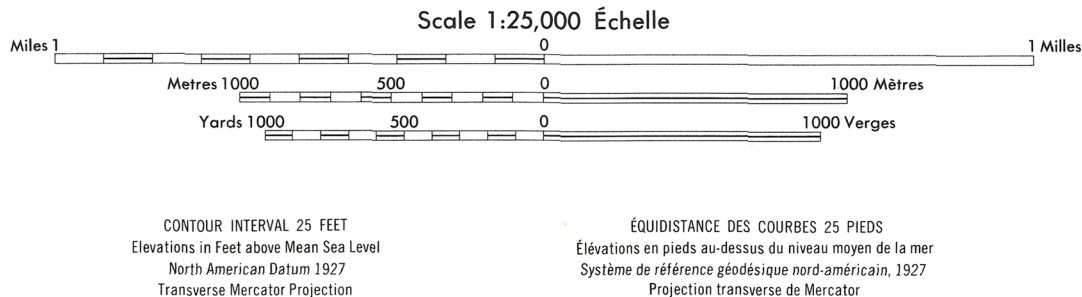 Scale 1:25,000 Échelle
Miles 1 0 1 Milles
Metres 1000 500 0 1000 Mètres
Yards 1000 500 0 1000 Verges
CONTOUR INTERVAL 25 FEET
Elevations in Feet above Mean Sea Level
North American Datum 1927
Transverse Mercator Projection
ÉQUIDISTANCE DES COURBES 25 PIEDS
Élévations en pieds au-dessus du niveau moyen de la mer
Système de référence géodésique nord-américain, 1927
Projection transverse de Mercator